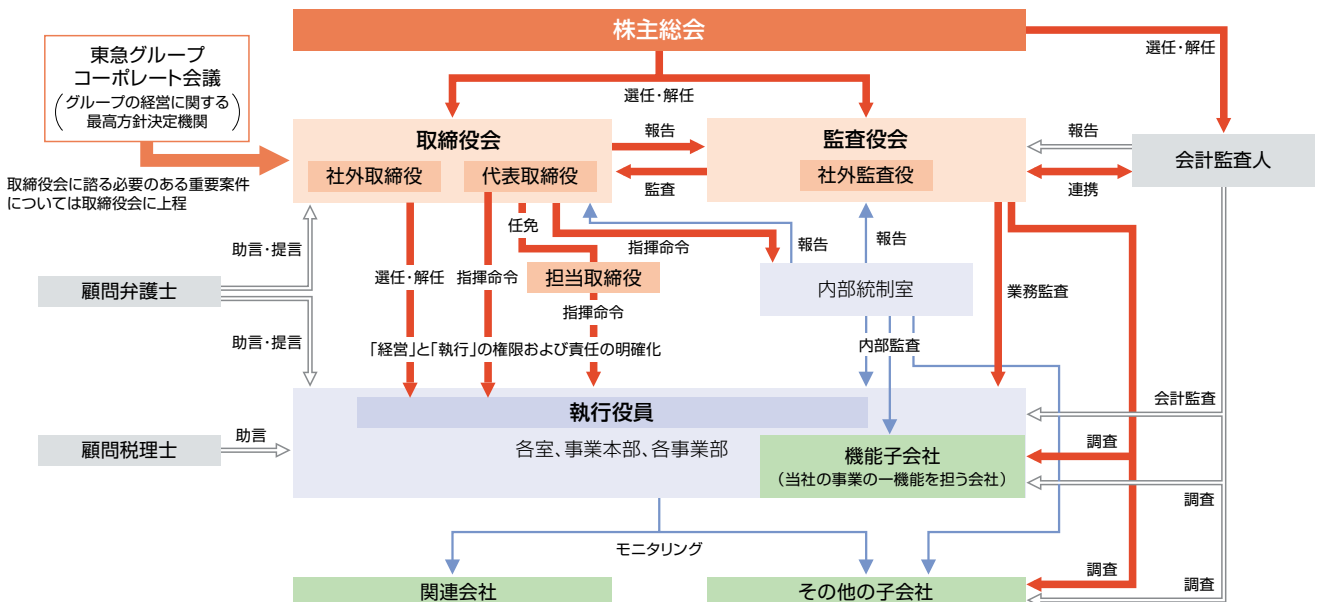 株主総会
東急グループ
コーポレート会議
(グループの経営に関する
最高方針決定機関)
選任・解任
選任・解任
取締役会
社外取締役
代表取締役
報告
監査
監査役会
社外監査役
報告
連携
会計監査人
取締役会に諮る必要のある重要案件
については取締役会に上程
助言・提言
顧問弁護士
助言・提言
選任・解任
指揮命令
任免
担当取締役
指揮命令
指揮命令
報告
報告
内部統制室
業務監査
内部監査
「経営」と「執行」の権限および責任の明確化
執行役員
各室、事業本部、各事業部
顧問税理士
助言
機能子会社
(当社の事業の一機能を担う会社)
会計監査
調査
調査
モニタリング
関連会社
その他の子会社
調査
調査